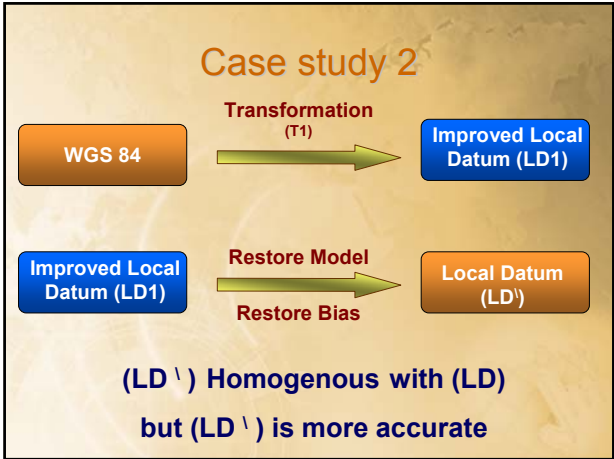 Case study 2
Transformation
(T1)
WGS 84
Improved Local
Datum (LD1)
Improved Local
Datum (LD1)
Restore Model
Restore Bias
Local Datum
(LD\)
(LD \ ) Homogenous with (LD)
but (LD \ ) is more accurate